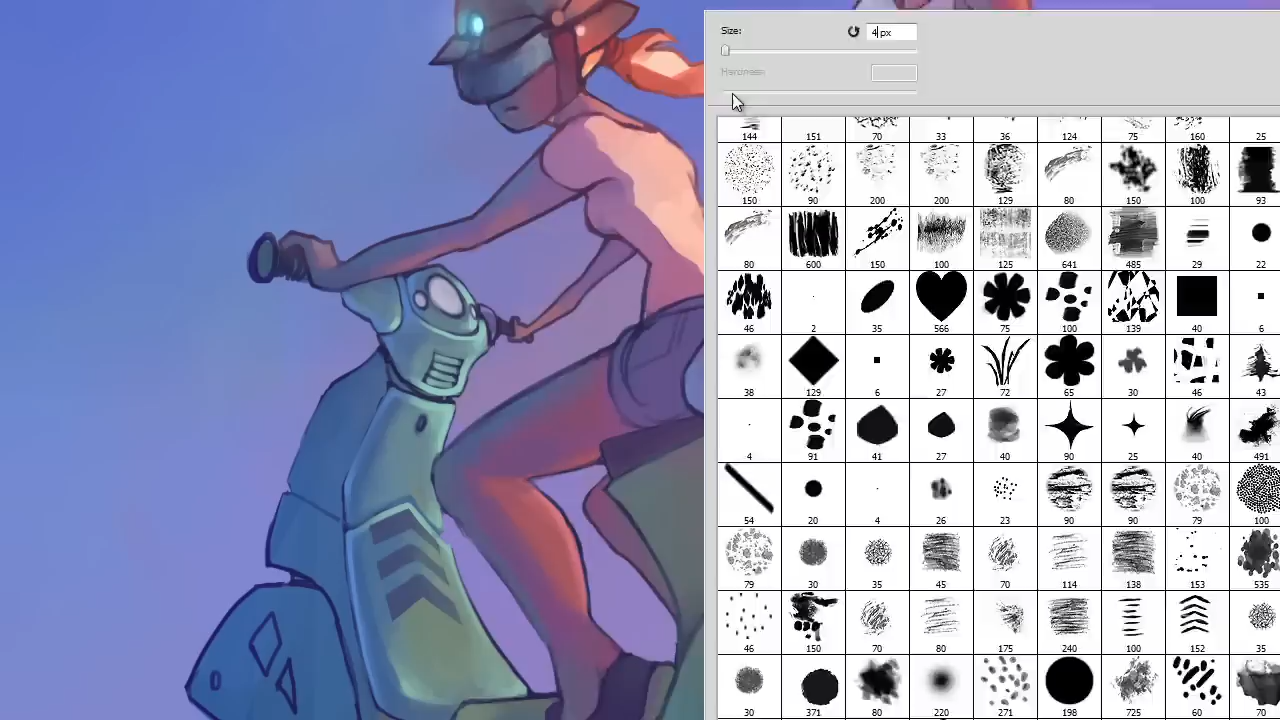 Size: 4 px
Hardness:
144 151 70 33 36 124 75 160 25
150 90 200 200 129 80 150 100 93
80 600 150 100 125 641 485 29 22
46 2 35 566 75 100 139 40 6
38 129 6 27 72 65 30 46 43
4 91 41 27 40 90 25 40 491
54 20 4 26 23 90 90 79 100
79 30 35 45 70 114 138 153 535
46 150 70 80 175 240 100 152 35
30 371 80 220 271 198 725 60 70